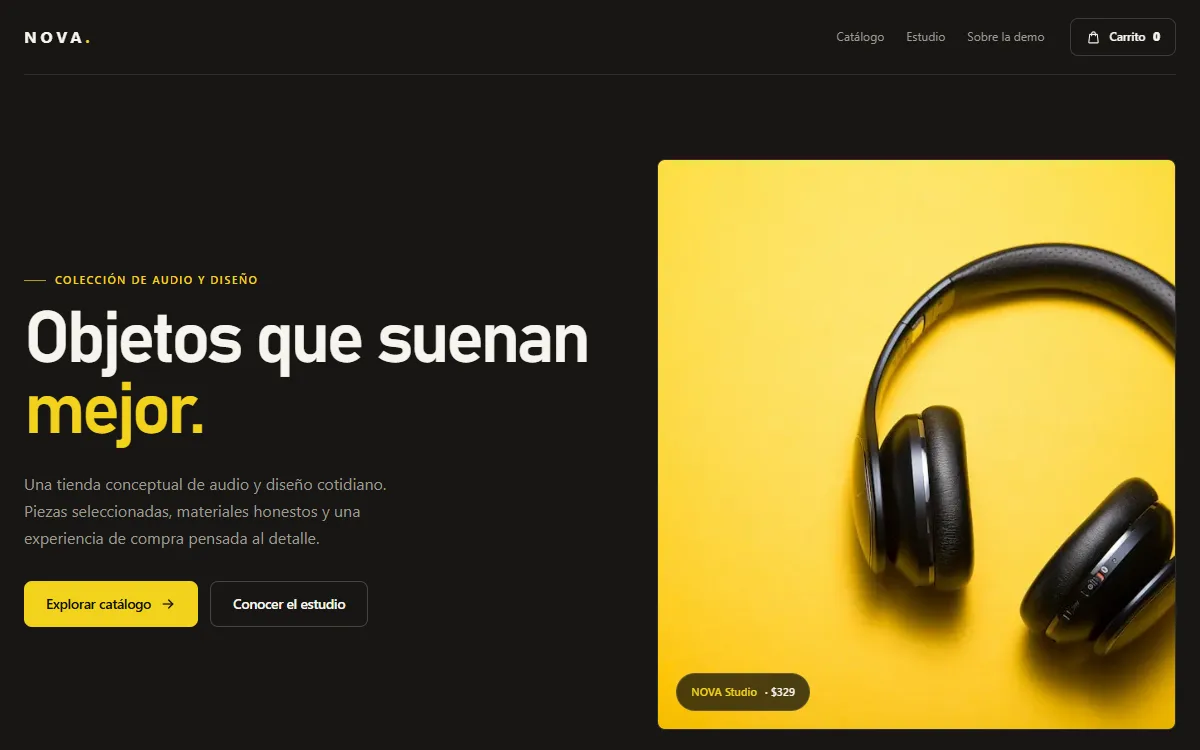 NOVA.
Catálogo
Estudio
Sobre la demo
Carrito 0
COLECCIÓN DE AUDIO Y DISEÑO
Objetos que suenan
mejor.
Una tienda conceptual de audio y diseño cotidiano.
Piezas seleccionadas, materiales honestos y una
experiencia de compra pensada al detalle.
Explorar catálogo →
Conocer el estudio
NOVA Studio · $329